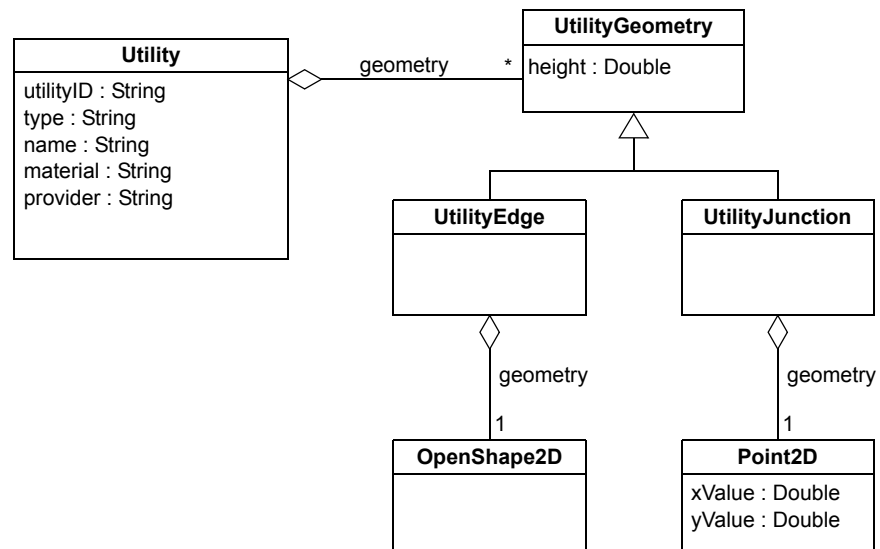 Utility
utilityID : String
type : String
name : String
material : String
provider : String
geometry
*
UtilityGeometry
height : Double
UtilityEdge
UtilityJunction
geometry
1
geometry
1
OpenShape2D
Point2D
xValue : Double
yValue : Double